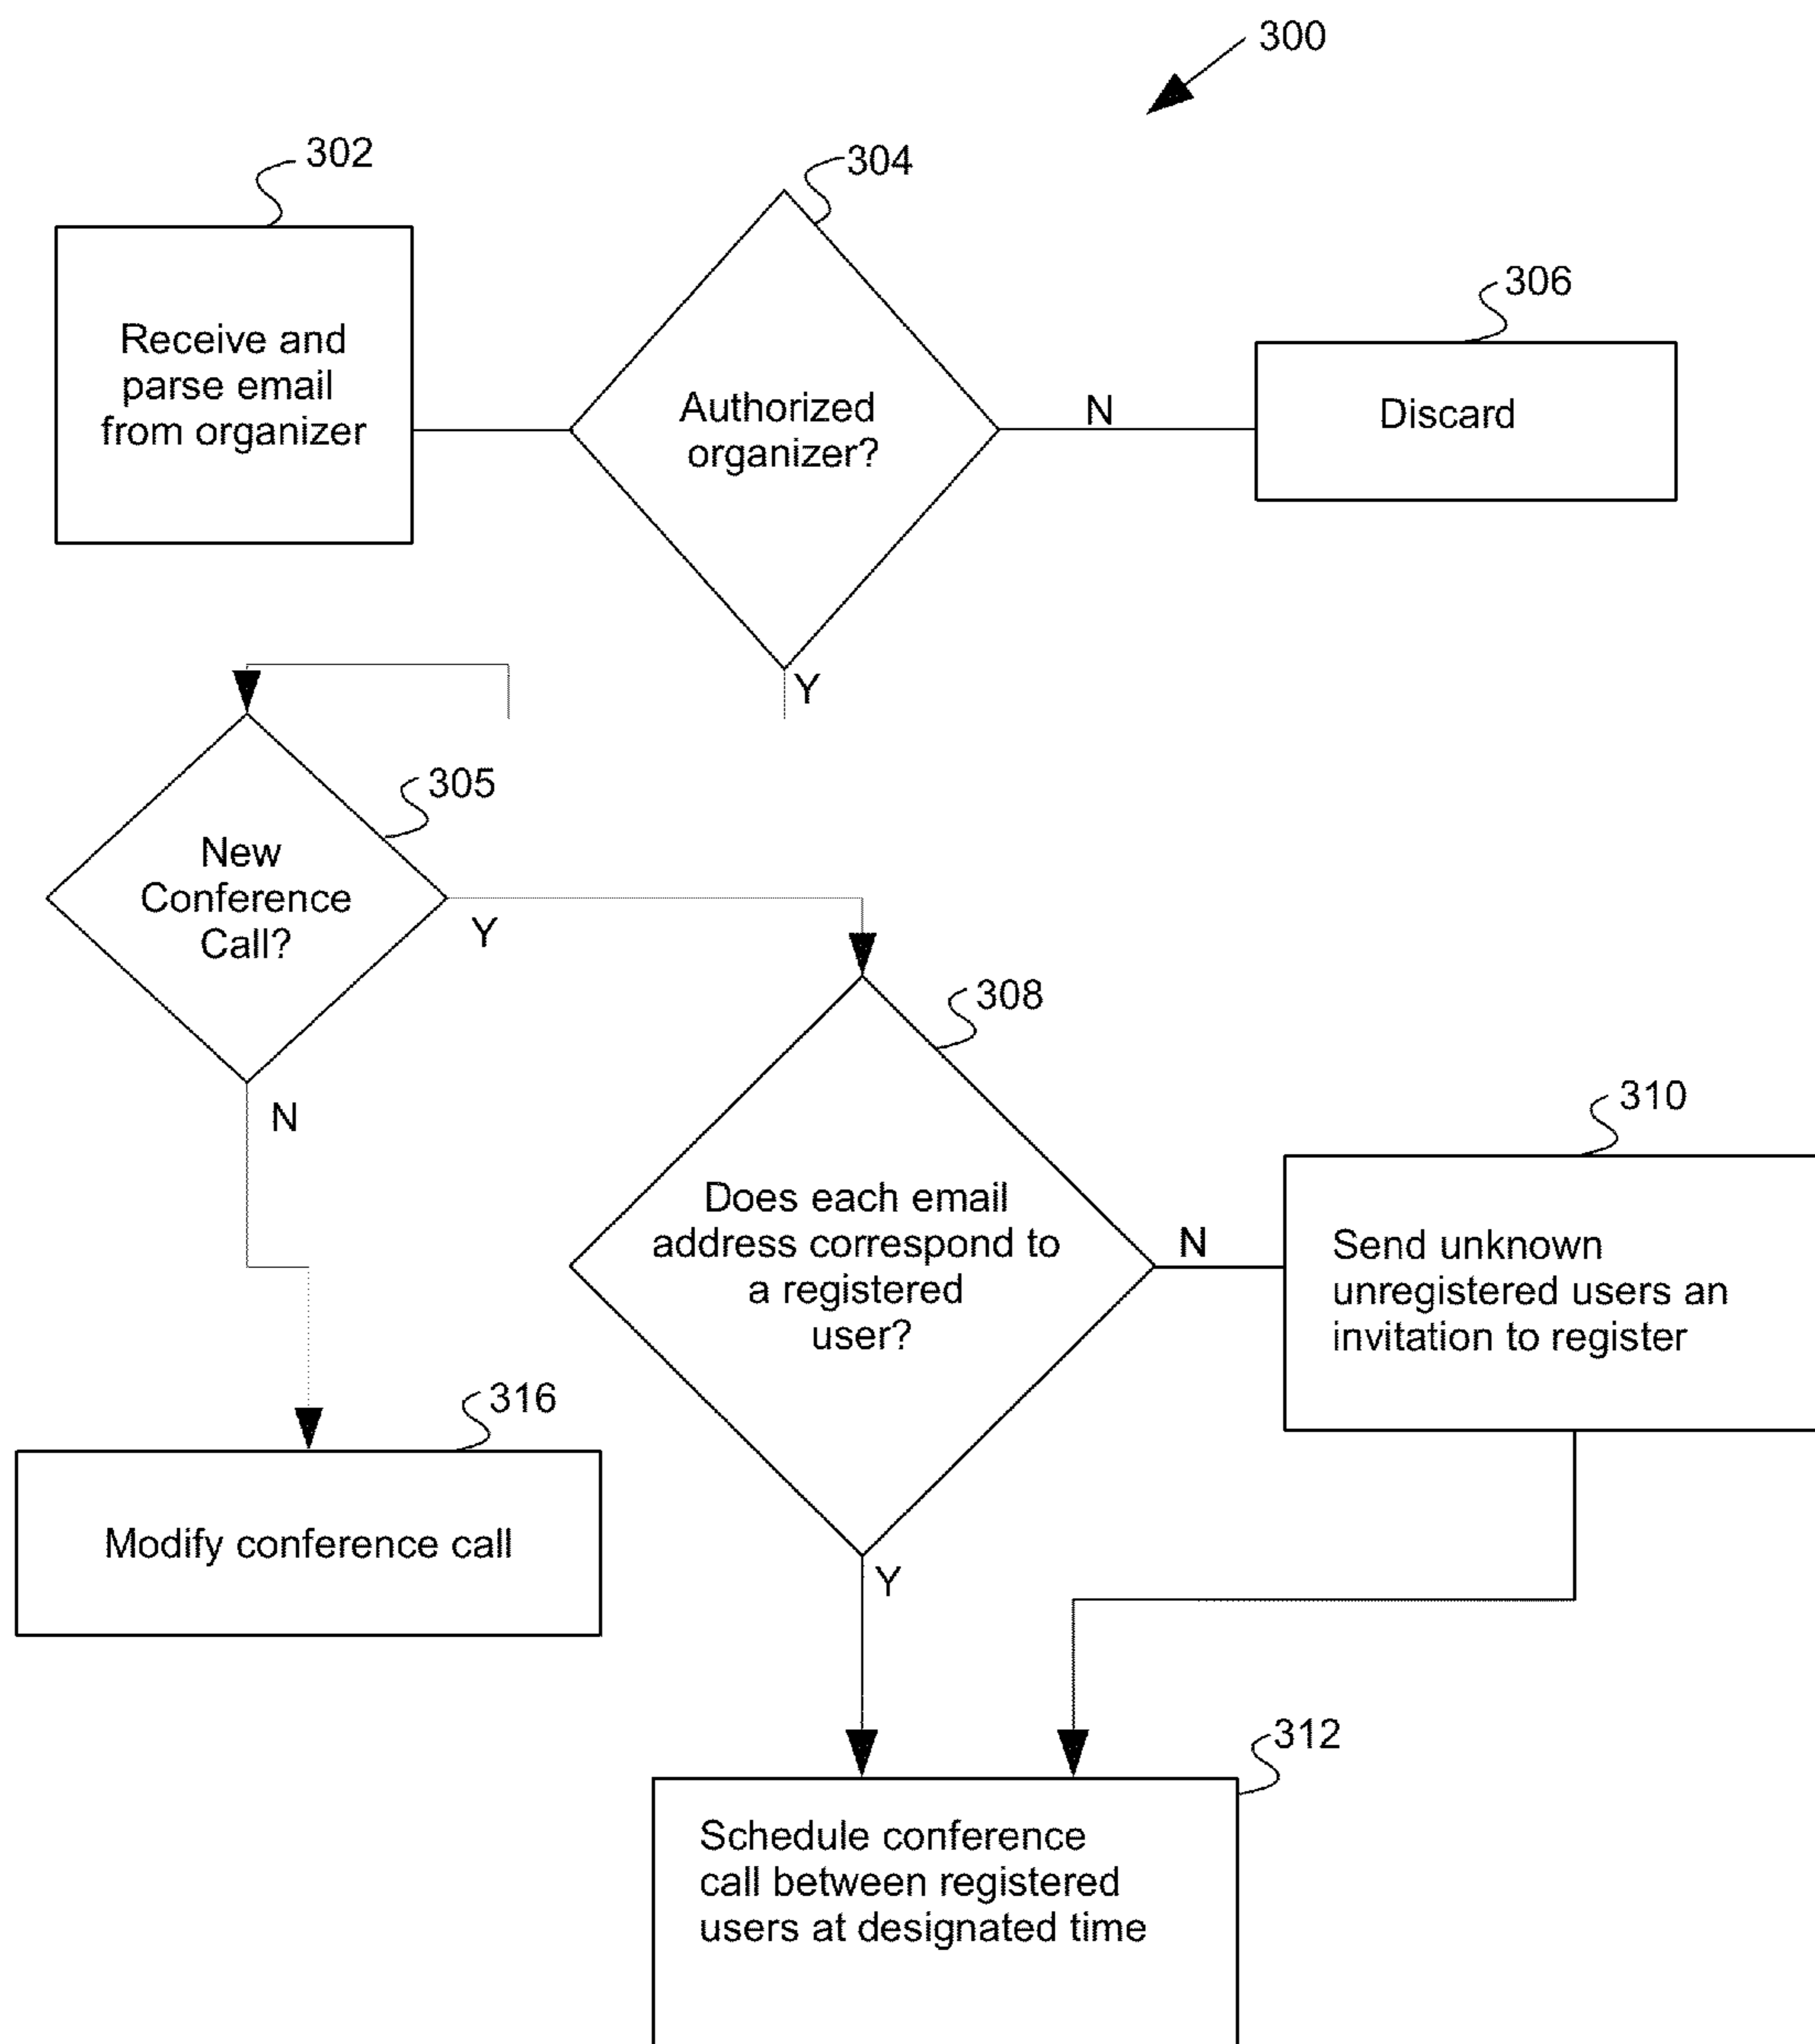 300
302
304
Receive and
parse email
from organizer
Authorized
organizer?
N
306
Discard
Y
305
New
Conference
Call?
Y
N
308
Does each email
address correspond to
a registered
user?
N
310
Send unknown
unregistered users an
invitation to register
Y
316
Modify conference call
312
Schedule conference
call between registered
users at designated time